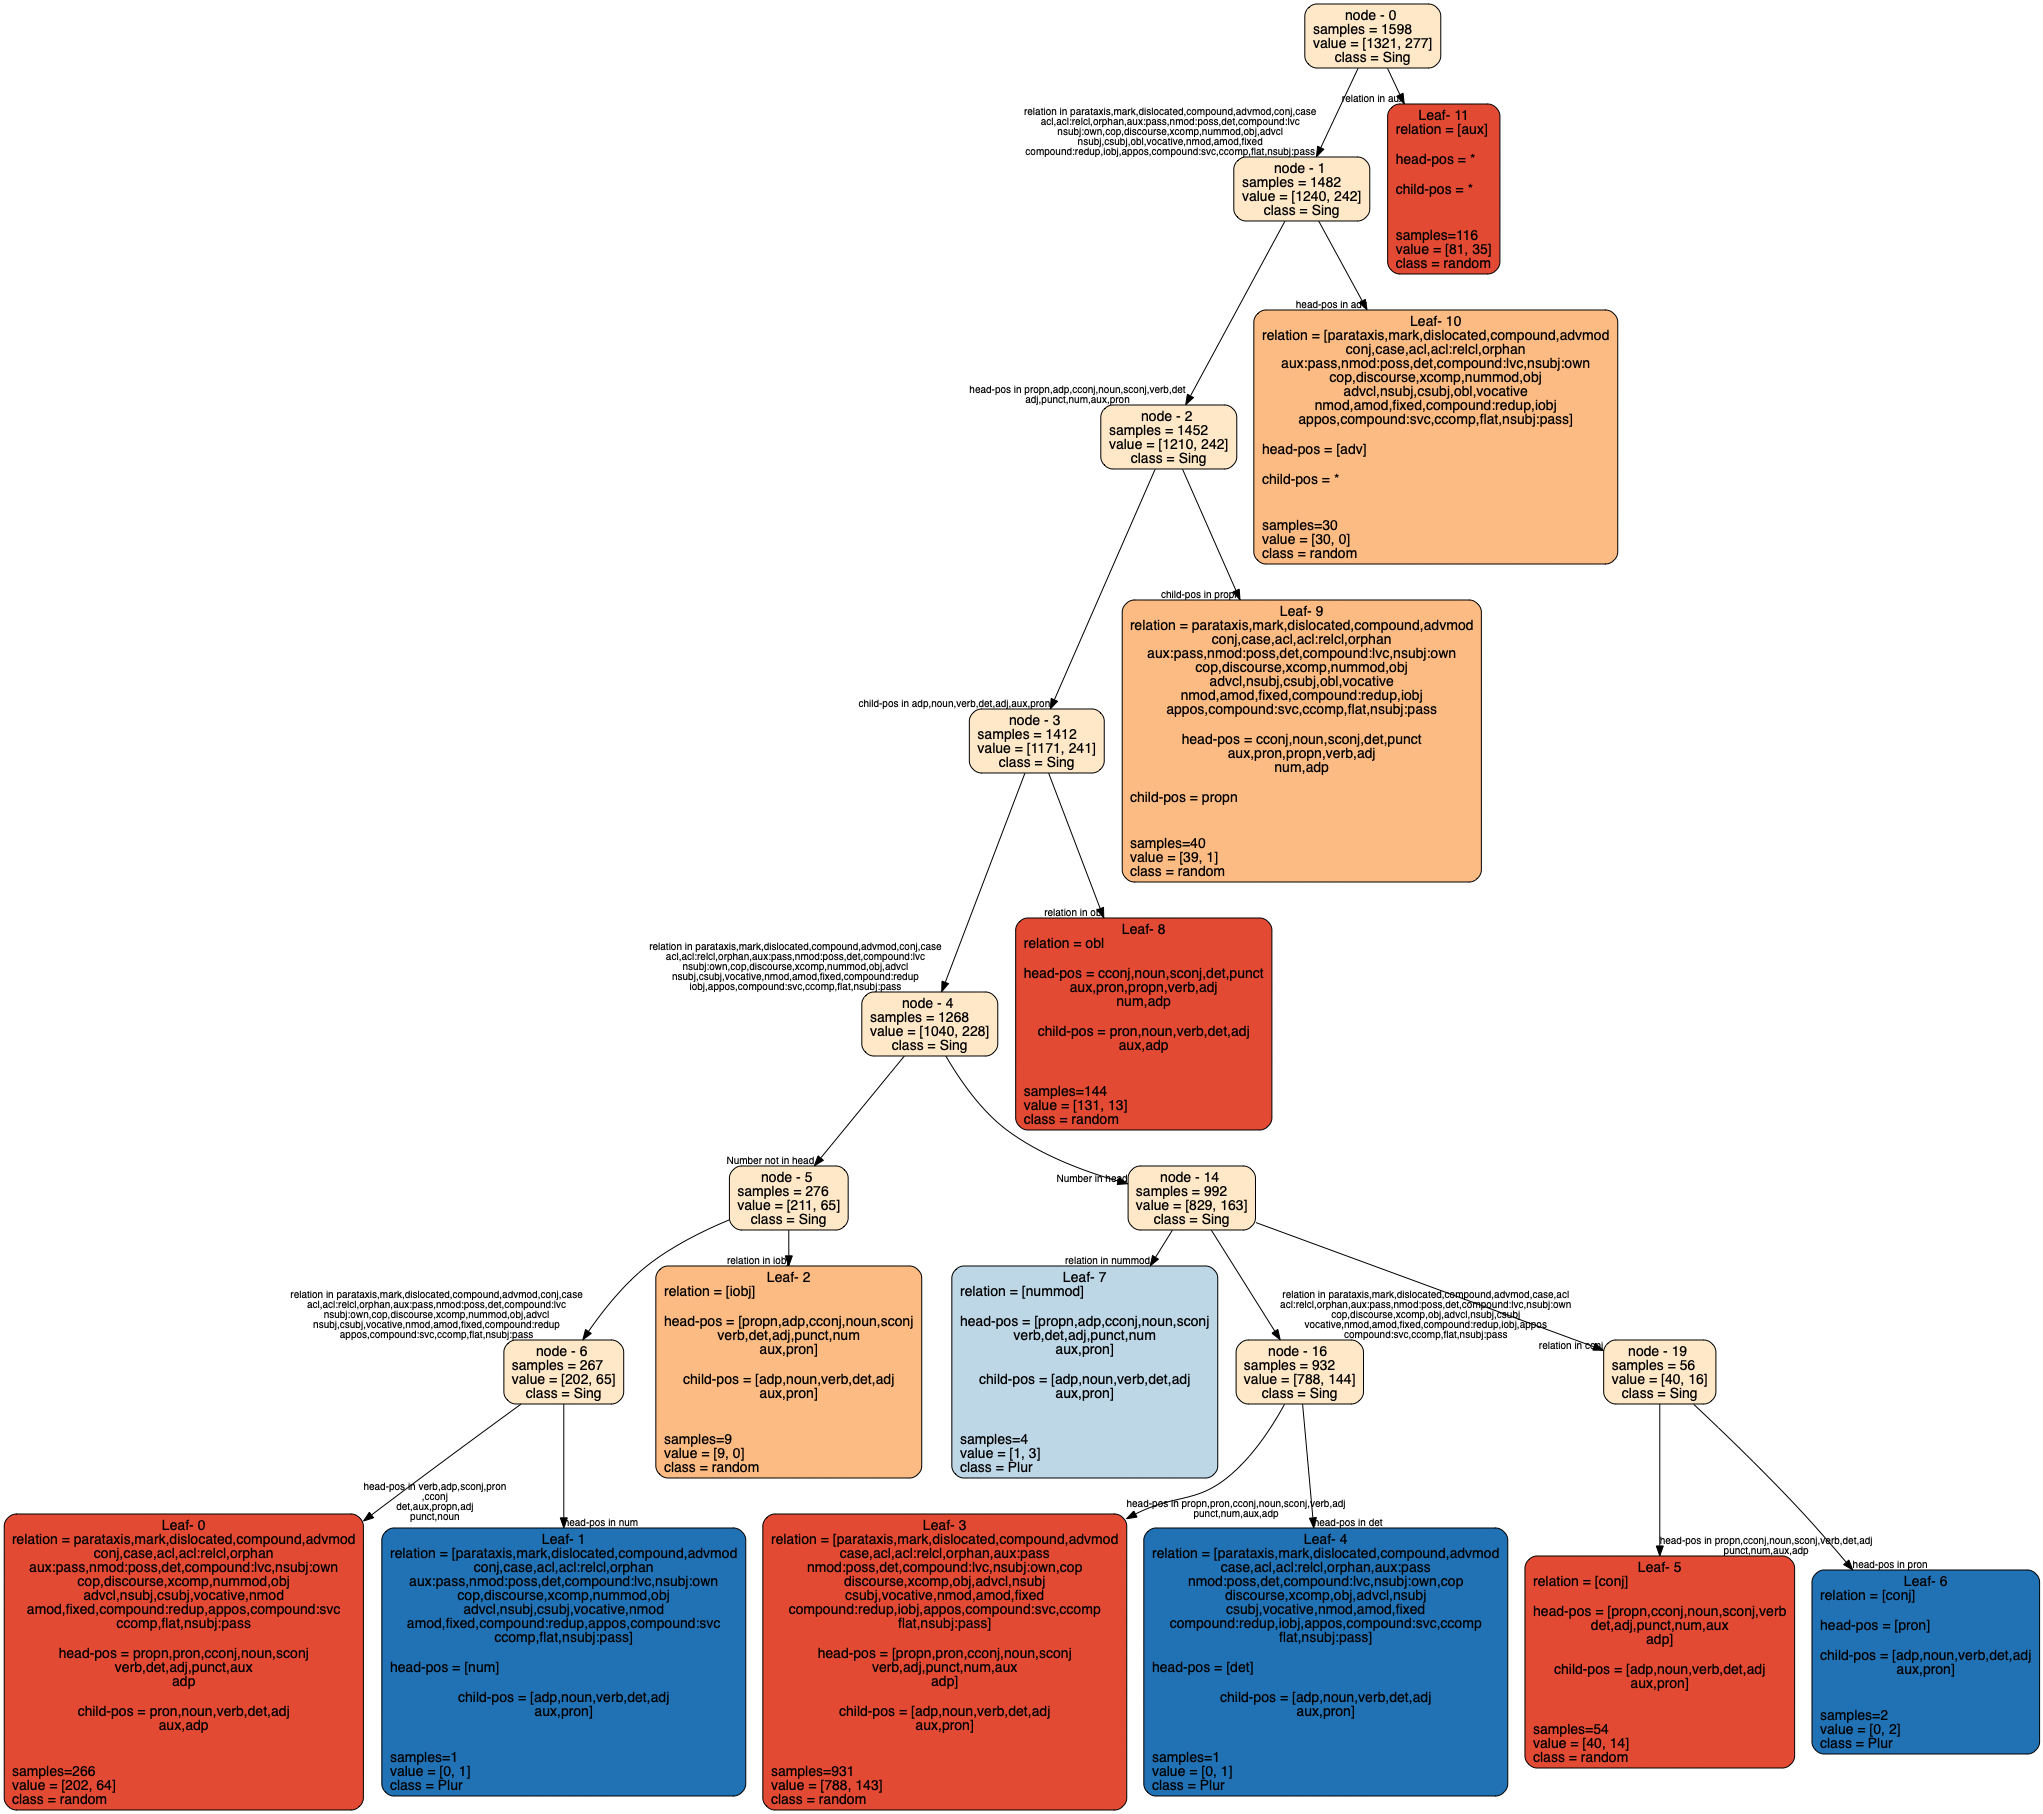 node - 0
samples = 1598
value = [1321, 277]
class = Sing
relation in parataxis,mark,dislocated,compound,advmod,conj,case
acl,acl:relcl,orphan,aux:pass,nmod:poss,det,compound:lvc
nsubj:own,cop,discourse,xcomp,nummod,obj,advcl
nsubj,csubj,obl,vocative,nmod,amod,fixed
compound:redup,iobj,appos,compound:svc,ccomp,flat,nsubj:pass
relation in aux
Leaf- 11
relation = [aux]
head-pos = *
child-pos = *
samples=116
value = [81, 35]
class = random
node - 1
samples = 1482
value = [1240, 242]
class = Sing
head-pos in propn,adp,cconj,noun,sconj,verb,det
adj,punct,num,aux,pron
head-pos in adv
Leaf- 10
relation = [parataxis,mark,dislocated,compound,advmod
conj,case,acl,acl:relcl,orphan
aux:pass,nmod:poss,det,compound:lvc,nsubj:own
cop,discourse,xcomp,nummod,obj
advcl,nsubj,csubj,obl,vocative
nmod,amod,fixed,compound:redup,iobj
appos,compound:svc,ccomp,flat,nsubj:pass]
head-pos = [adv]
child-pos = *
samples=30
value = [30, 0]
class = random
node - 2
samples = 1452
value = [1210, 242]
class = Sing
child-pos in adp,noun,verb,det,adj,aux,pron
child-pos in propn
Leaf- 9
relation = parataxis,mark,dislocated,compound,advmod
conj,case,acl,acl:relcl,orphan
aux:pass,nmod:poss,det,compound:lvc,nsubj:own
cop,discourse,xcomp,nummod,obj
advcl,nsubj,csubj,obl,vocative
nmod,amod,fixed,compound:redup,iobj
appos,compound:svc,ccomp,flat,nsubj:pass
head-pos = cconj,noun,sconj,det,punct
aux,pron,propn,verb,adj
num,adp
child-pos = propn
samples=40
value = [39, 1]
class = random
node - 3
samples = 1412
value = [1171, 241]
class = Sing
relation in parataxis,mark,dislocated,compound,advmod,conj,case
acl,acl:relcl,orphan,aux:pass,nmod:poss,det,compound:lvc
nsubj:own,cop,discourse,xcomp,nummod,obj,advcl
nsubj,csubj,vocative,nmod,amod,fixed,compound:redup
iobj,appos,compound:svc,ccomp,flat,nsubj:pass
relation in obl
Leaf- 8
relation = obl
head-pos = cconj,noun,sconj,det,punct
aux,pron,propn,verb,adj
num,adp
child-pos = pron,noun,verb,det,adj
aux,adp
samples=144
value = [131, 13]
class = random
node - 4
samples = 1268
value = [1040, 228]
class = Sing
Number not in head
Number in head
node - 5
samples = 276
value = [211, 65]
class = Sing
node - 14
samples = 992
value = [829, 163]
class = Sing
relation in parataxis,mark,dislocated,compound,advmod,conj,case
acl,acl:relcl,orphan,aux:pass,nmod:poss,det,compound:lvc
nsubj:own,cop,discourse,xcomp,nummod,obj,advcl
nsubj,csubj,vocative,nmod,amod,fixed,compound:redup
appos,compound:svc,ccomp,flat,nsubj:pass
relation in iobj
Leaf- 2
relation = [iobj]
head-pos = [propn,adp,cconj,noun,sconj
verb,det,adj,punct,num
aux,pron]
child-pos = [adp,noun,verb,det,adj
aux,pron]
samples=9
value = [9, 0]
class = random
relation in nummod
Leaf- 7
relation = [nummod]
head-pos = [propn,adp,cconj,noun,sconj
verb,det,adj,punct,num
aux,pron]
child-pos = [adp,noun,verb,det,adj
aux,pron]
samples=4
value = [1, 3]
class = Plur
relation in parataxis,mark,dislocated,compound,advmod,case,acl
acl:relcl,orphan,aux:pass,nmod:poss,det,compound:lvc,nsubj:own
cop,discourse,xcomp,obj,advcl,nsubj,csubj
vocative,nmod,amod,fixed,compound:redup,iobj,appos
compound:svc,ccomp,flat,nsubj:pass
relation in conj
node - 6
samples = 267
value = [202, 65]
class = Sing
node - 16
samples = 932
value = [788, 144]
class = Sing
node - 19
samples = 56
value = [40, 16]
class = Sing
head-pos in verb,adp,sconj,pron
,cconj
det,aux,propn,adj
punct,noun
head-pos in num
head-pos in propn,pron,cconj,noun,sconj,verb,adj
punct,num,aux,adp
head-pos in det
head-pos in propn,cconj,noun,sconj,verb,det,adj
punct,num,aux,adp
head-pos in pron
Leaf- 0
relation = parataxis,mark,dislocated,compound,advmod
conj,case,acl,acl:relcl,orphan
aux:pass,nmod:poss,det,compound:lvc,nsubj:own
cop,discourse,xcomp,nummod,obj
advcl,nsubj,csubj,vocative,nmod
amod,fixed,compound:redup,appos,compound:svc
ccomp,flat,nsubj:pass
head-pos = propn,pron,cconj,noun,sconj
verb,det,adj,punct,aux
adp
child-pos = pron,noun,verb,det,adj
aux,adp
samples=266
value = [202, 64]
class = random
Leaf- 1
relation = [parataxis,mark,dislocated,compound,advmod
conj,case,acl,acl:relcl,orphan
aux:pass,nmod:poss,det,compound:lvc,nsubj:own
cop,discourse,xcomp,nummod,obj
advcl,nsubj,csubj,vocative,nmod
amod,fixed,compound:redup,appos,compound:svc
ccomp,flat,nsubj:pass]
head-pos = [num]
child-pos = [adp,noun,verb,det,adj
aux,pron]
samples=1
value = [0, 1]
class = Plur
Leaf- 3
relation = [parataxis,mark,dislocated,compound,advmod
case,acl,acl:relcl,orphan,aux:pass
nmod:poss,det,compound:lvc,nsubj:own,cop
discourse,xcomp,obj,advcl,nsubj
csubj,vocative,nmod,amod,fixed
compound:redup,iobj,appos,compound:svc,ccomp
flat,nsubj:pass]
head-pos = [propn,pron,cconj,noun,sconj
verb,adj,punct,num,aux
adp]
child-pos = [adp,noun,verb,det,adj
aux,pron]
samples=931
value = [788, 143]
class = random
Leaf- 4
relation = [parataxis,mark,dislocated,compound,advmod
case,acl,acl:relcl,orphan,aux:pass
nmod:poss,det,compound:lvc,nsubj:own,cop
discourse,xcomp,obj,advcl,nsubj
csubj,vocative,nmod,amod,fixed
compound:redup,iobj,appos,compound:svc,ccomp
flat,nsubj:pass]
head-pos = [det]
child-pos = [adp,noun,verb,det,adj
aux,pron]
samples=1
value = [0, 1]
class = Plur
Leaf- 5
relation = [conj]
head-pos = [propn,cconj,noun,sconj,verb
det,adj,punct,num,aux
adp]
child-pos = [adp,noun,verb,det,adj
aux,pron]
samples=54
value = [40, 14]
class = random
Leaf- 6
relation = [conj]
head-pos = [pron]
child-pos = [adp,noun,verb,det,adj
aux,pron]
samples=2
value = [0, 2]
class = Plur